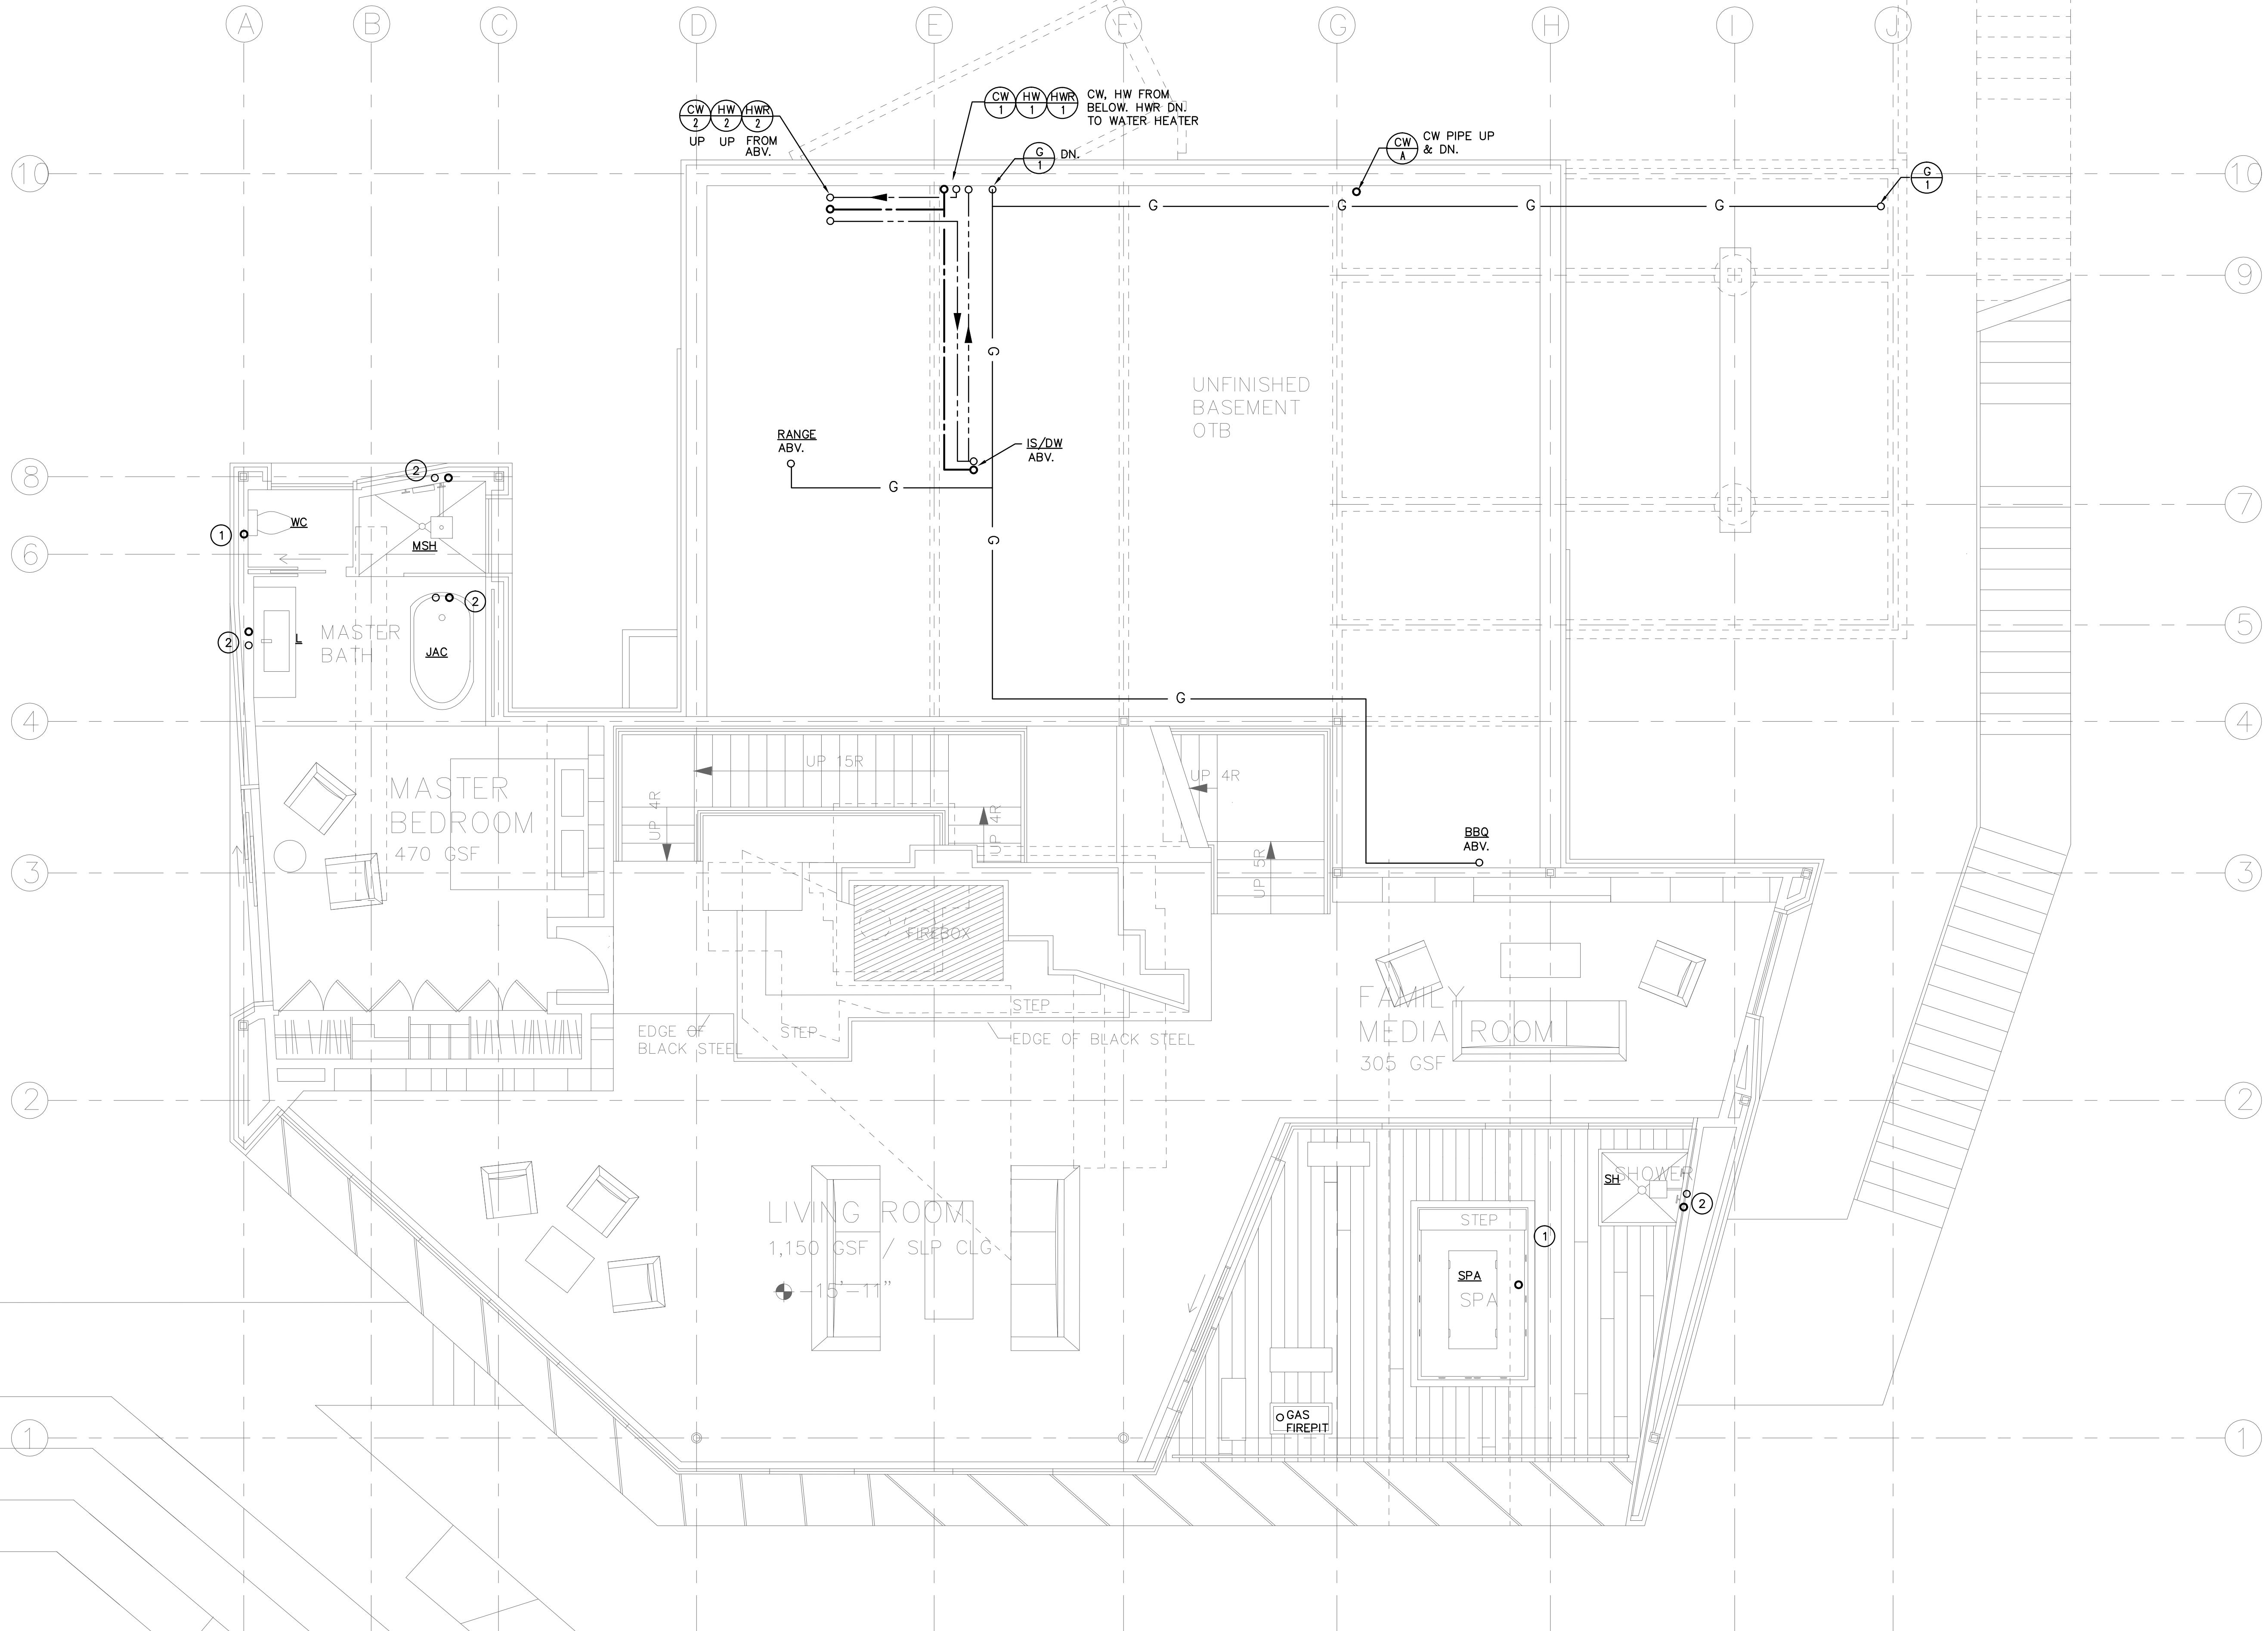 A B C D E F G H I J
CW HW HWR
2 2 2
UP UP FROM
ABV.
CW HW HWR
1 1 1
CW, HW FROM
BELOW. HWR DN.
TO WATER HEATER
G
1
DN.
CW
A
CW PIPE UP
& DN.
G
1
10
10
G G G G
9
G
UNFINISHED
BASEMENT
OTB
RANGE
ABV.
IS/DW
ABV.
8
2
G
7
WC
1
MSH
6
G
2
5
MASTER
BATH
L
2
JAC
G
4
4
UP 15R
UP 4R
UP 4R
UP 4R
UP 5R
MASTER
BEDROOM
470 GSF
BBQ
ABV.
3
3
FIREBOX
STEP
STEP
EDGE OF
BLACK STEEL
EDGE OF BLACK STEEL
FAMILY
MEDIA ROOM
305 GSF
2
2
SHOWER
SH
2
LIVING ROOM
1,150 GSF / SLP CLG
-15'-11"
STEP
1
SPA
SPA
GAS
FIREPIT
1
1